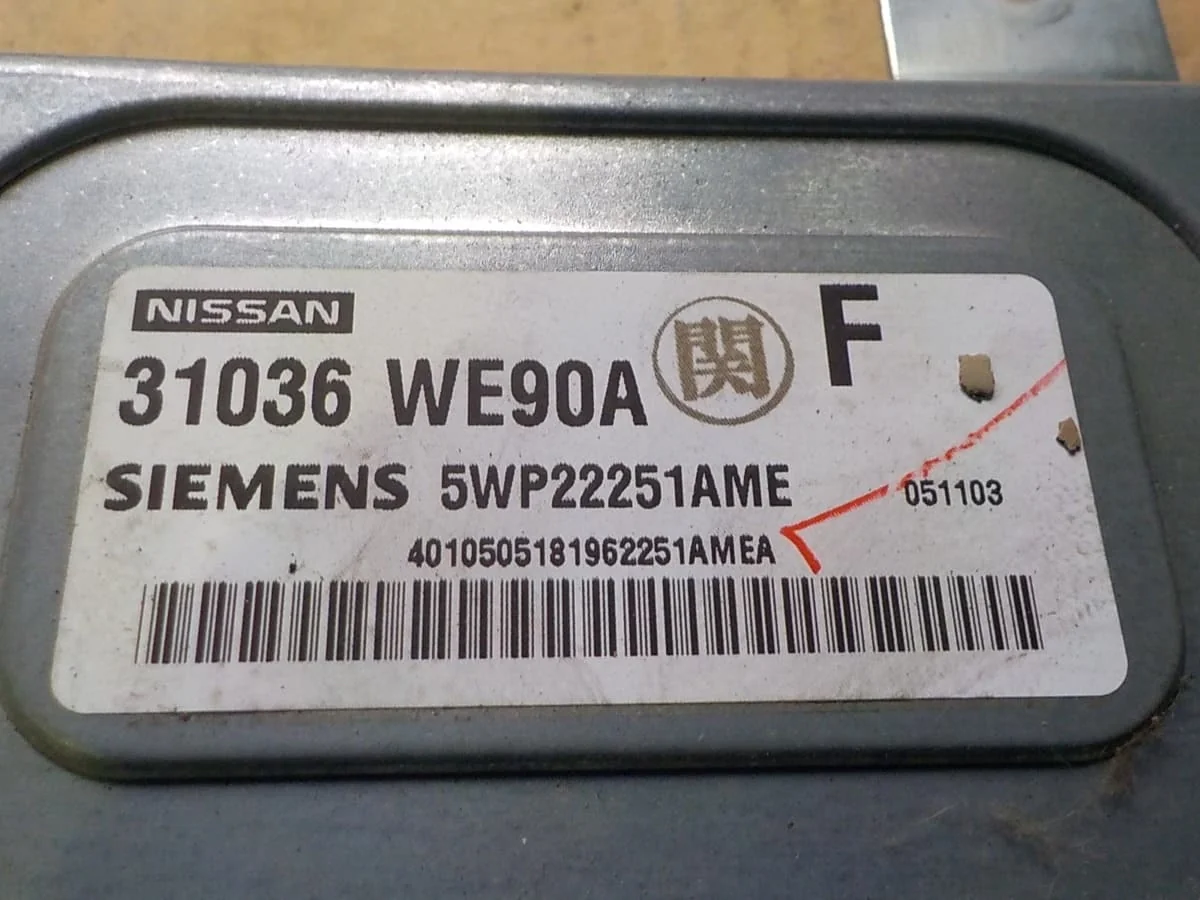 NISSAN
31036 WE90A 関 F
SIEMENS 5WP22251AME 051103
4010505181962251AMEA